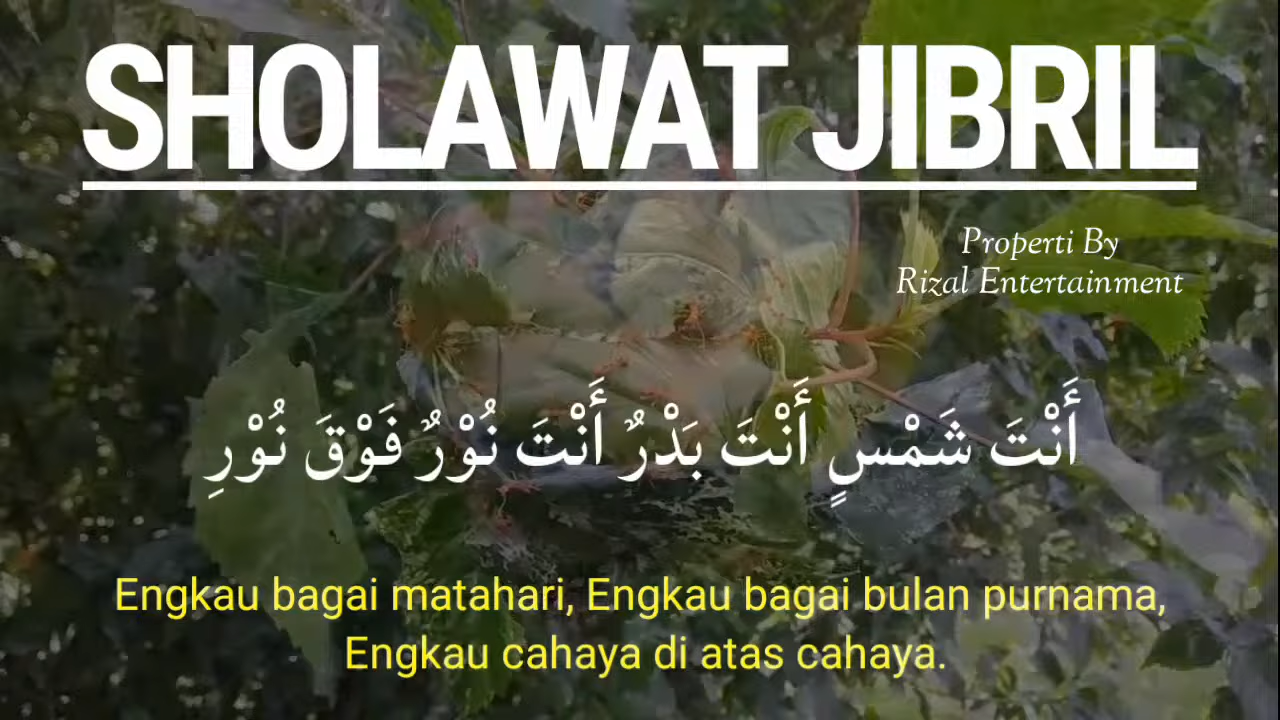 SHOLAWAT JIBRIL
Properti By
Rizal Entertainment
أَنْتَ شَمْسٍ أَنْتَ بَدْرٌ أَنْتَ نُوْرٌ فَوْقَ نُوْرِ
Engkau bagai matahari, Engkau bagai bulan purnama,
Engkau cahaya di atas cahaya.